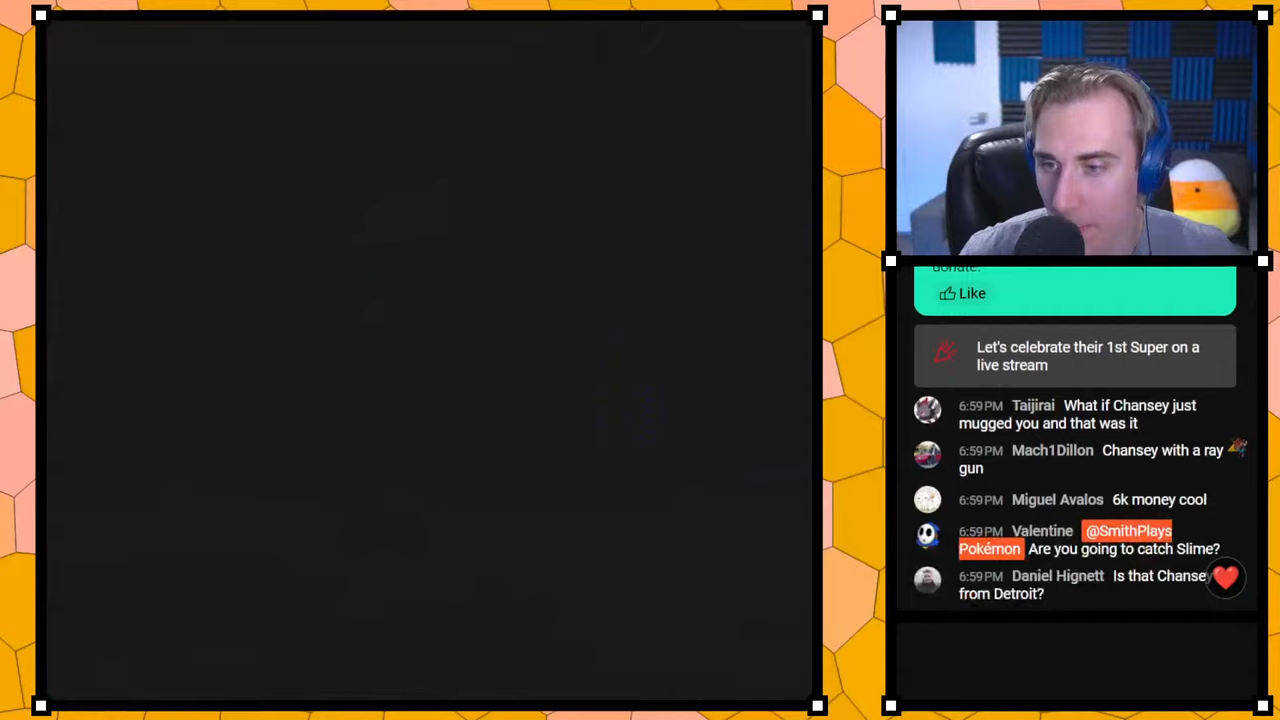 donate.
Like
Let's celebrate their 1st Super on a
live stream
6:59 PM Taijirai What if Chansey just
mugged you and that was it
6:59 PM Mach1Dillon Chansey with a ray
gun
6:59 PM Miguel Avalos 6k money cool
6:59 PM Valentine @SmithPlays
Pokémon Are you going to catch Slime?
6:59 PM Daniel Hignett Is that Chansey
from Detroit?